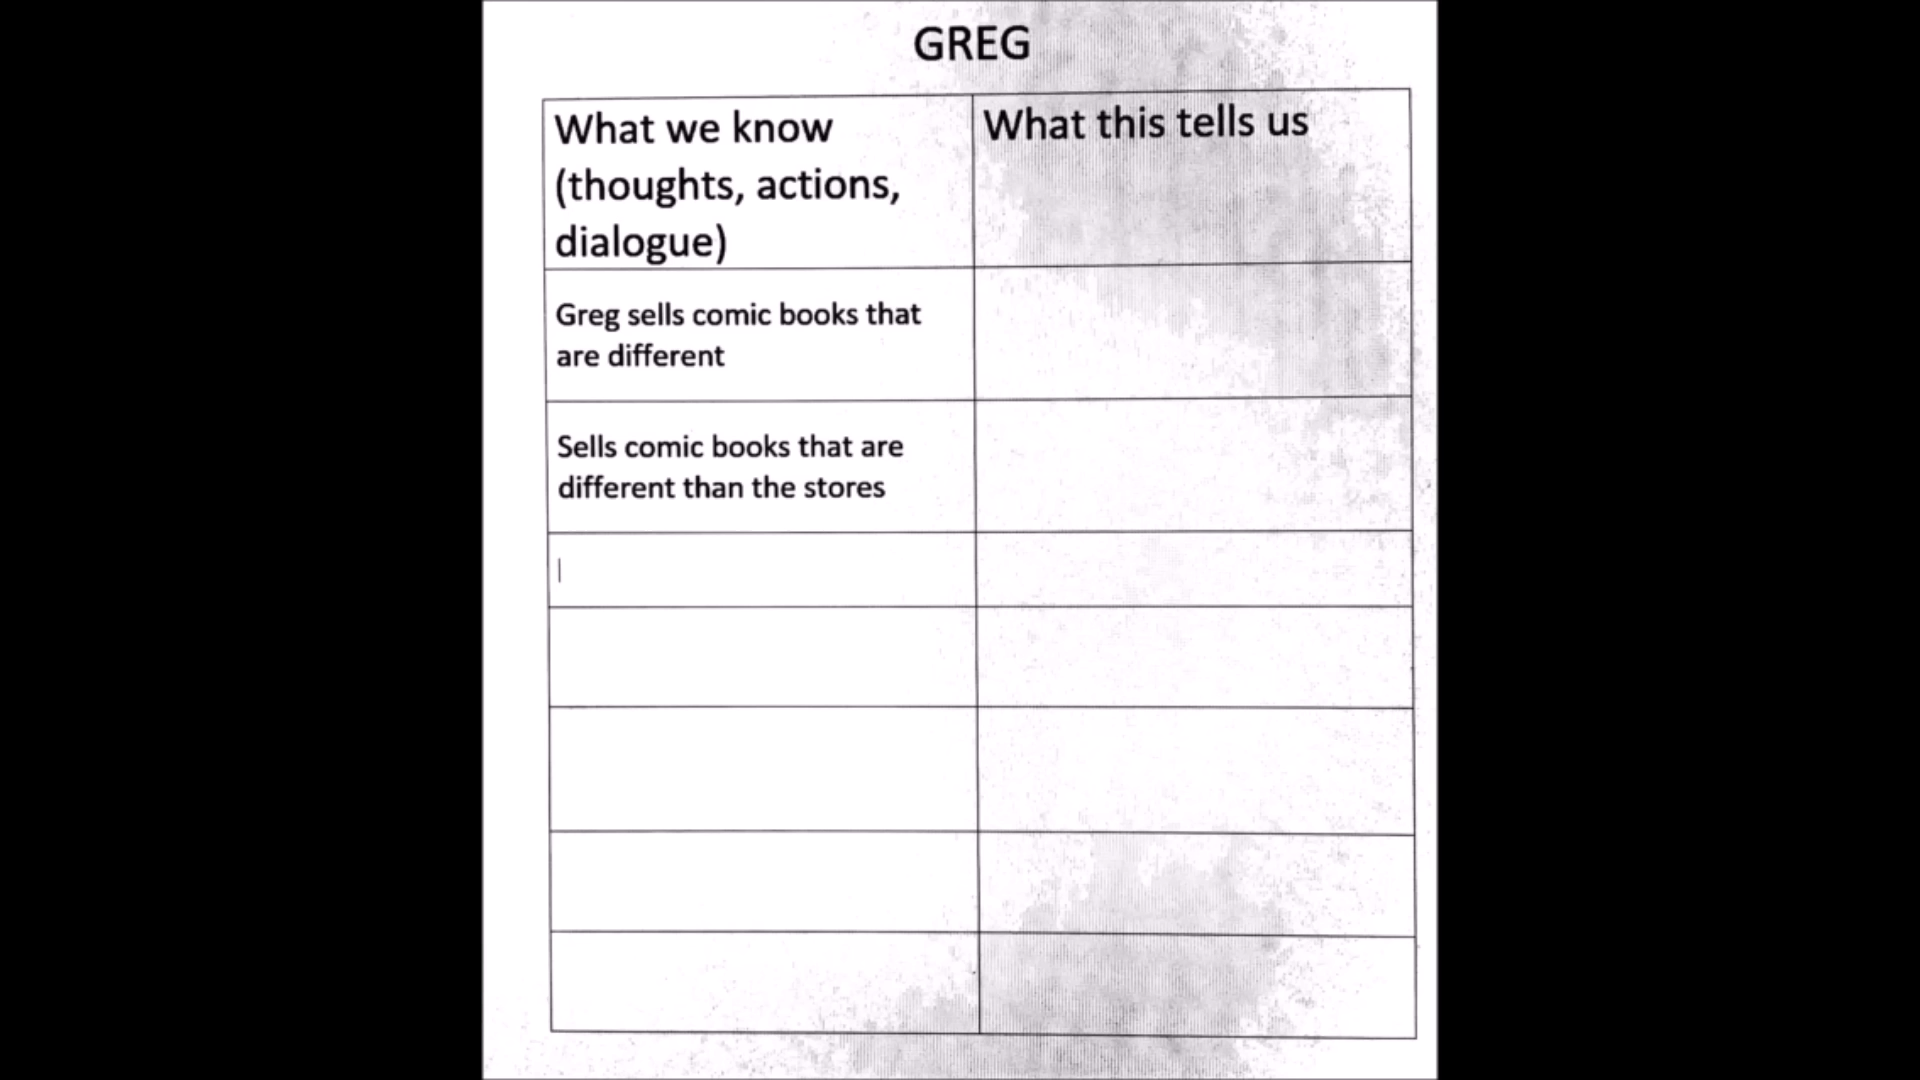 GREG
What we know
(thoughts, actions,
dialogue)
What this tells us
Greg sells comic books that
are different
Sells comic books that are
different than the stores